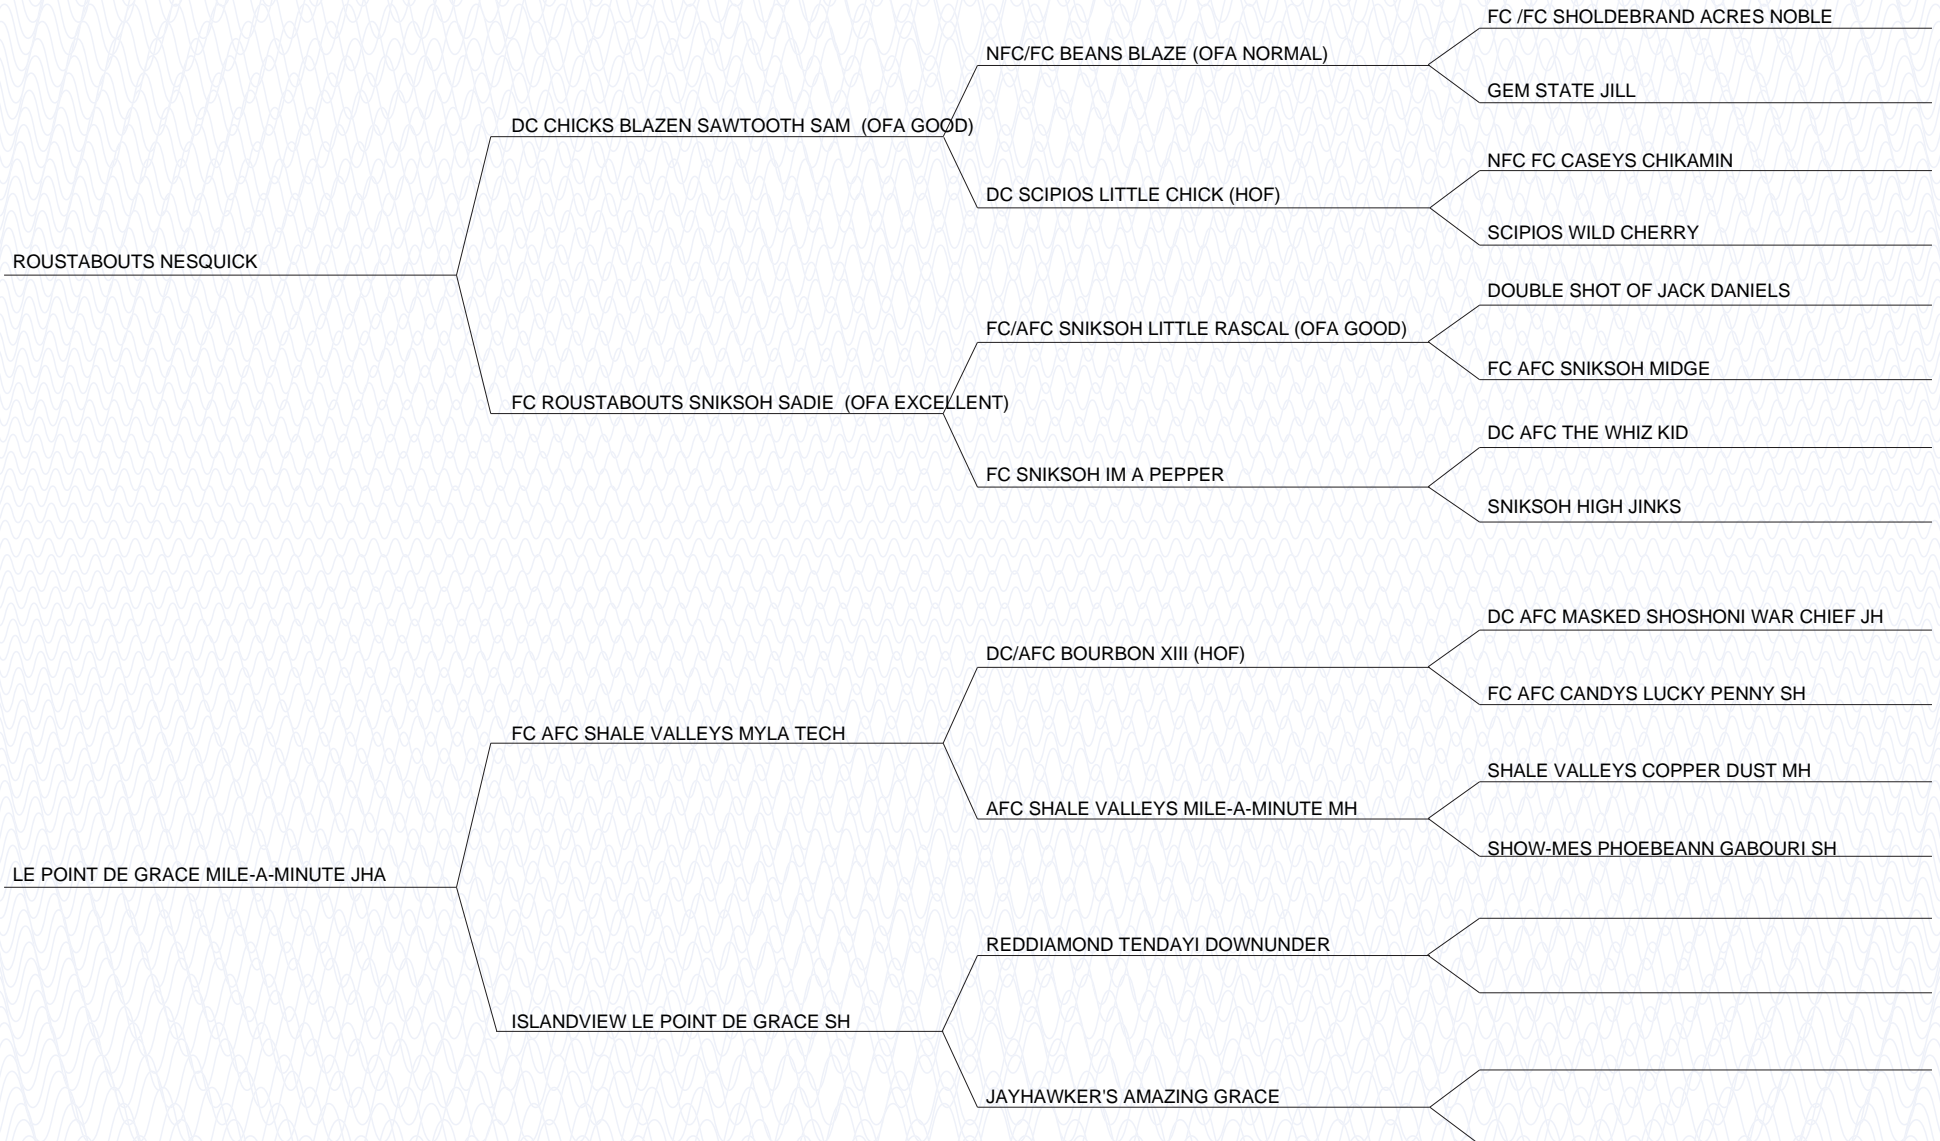 FC /FC SHOLDEBRAND ACRES NOBLE
NFC/FC BEANS BLAZE (OFA NORMAL)
GEM STATE JILL
DC CHICKS BLAZEN SAWTOOTH SAM  (OFA GOOD)
NFC FC CASEYS CHIKAMIN
DC SCIPIOS LITTLE CHICK (HOF)
SCIPIOS WILD CHERRY
ROUSTABOUTS NESQUICK
DOUBLE SHOT OF JACK DANIELS
FC/AFC SNIKSOH LITTLE RASCAL (OFA GOOD)
FC AFC SNIKSOH MIDGE
FC ROUSTABOUTS SNIKSOH SADIE  (OFA EXCELLENT)
DC AFC THE WHIZ KID
FC SNIKSOH IM A PEPPER
SNIKSOH HIGH JINKS
DC AFC MASKED SHOSHONI WAR CHIEF JH
DC/AFC BOURBON XIII (HOF)
FC AFC CANDYS LUCKY PENNY SH
FC AFC SHALE VALLEYS MYLA TECH
SHALE VALLEYS COPPER DUST MH
AFC SHALE VALLEYS MILE-A-MINUTE MH
SHOW-MES PHOEBEANN GABOURI SH
LE POINT DE GRACE MILE-A-MINUTE JHA
REDDIAMOND TENDAYI DOWNUNDER
ISLANDVIEW LE POINT DE GRACE SH
JAYHAWKER'S AMAZING GRACE